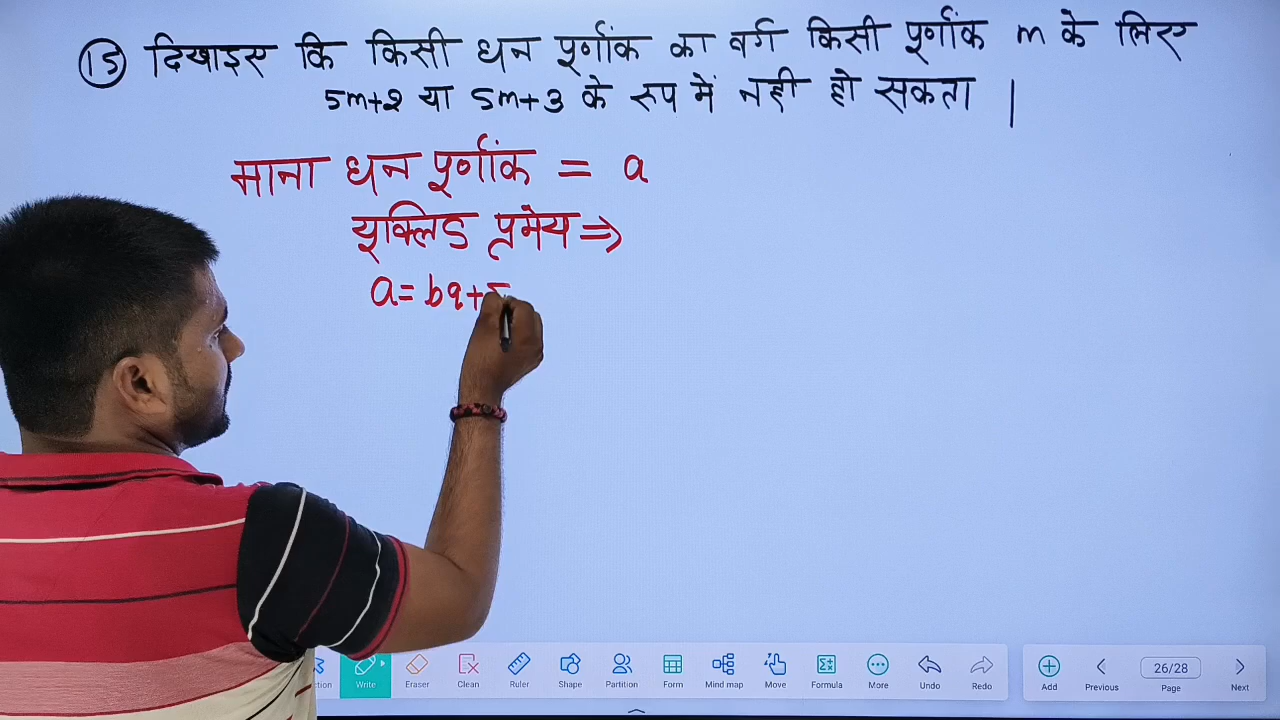 15 दिखाइए कि किसी धन पूर्णांक का वर्ग किसी पूर्णांक m के लिए
5m+2 या 5m+3 के रूप में नही हो सकता |
माना धन पूर्णांक = a
यूक्लिड प्रमेय ⇒
a = bq+
Write
Eraser
Clean
Ruler
Shape
Partition
Form
Mind map
Move
Formula
More
Undo
Redo
Add
Previous
26/28
Page
Next